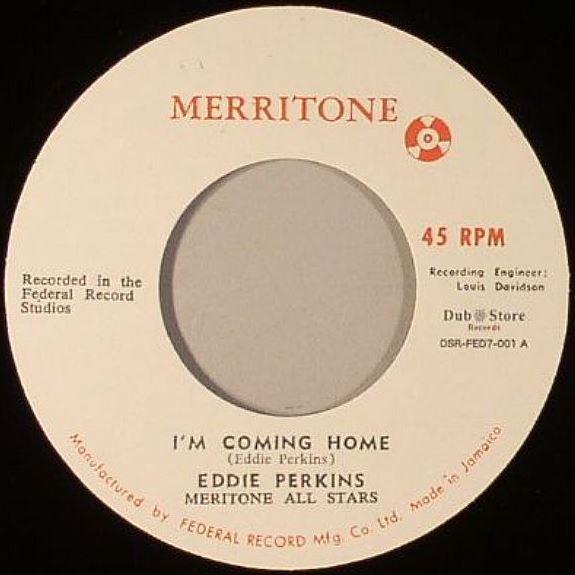 MERRITONE
45 RPM
Recorded in the
Federal Record
Studios
Recording Engineer:
Louis Davidson
Dub Store
Records
DSR-FED7-001 A
I'M COMING HOME
(Eddie Perkins)
EDDIE PERKINS
MERITONE ALL STARS
Manufactured by FEDERAL RECORD Mfg. Co. Ltd. Made in Jamaica